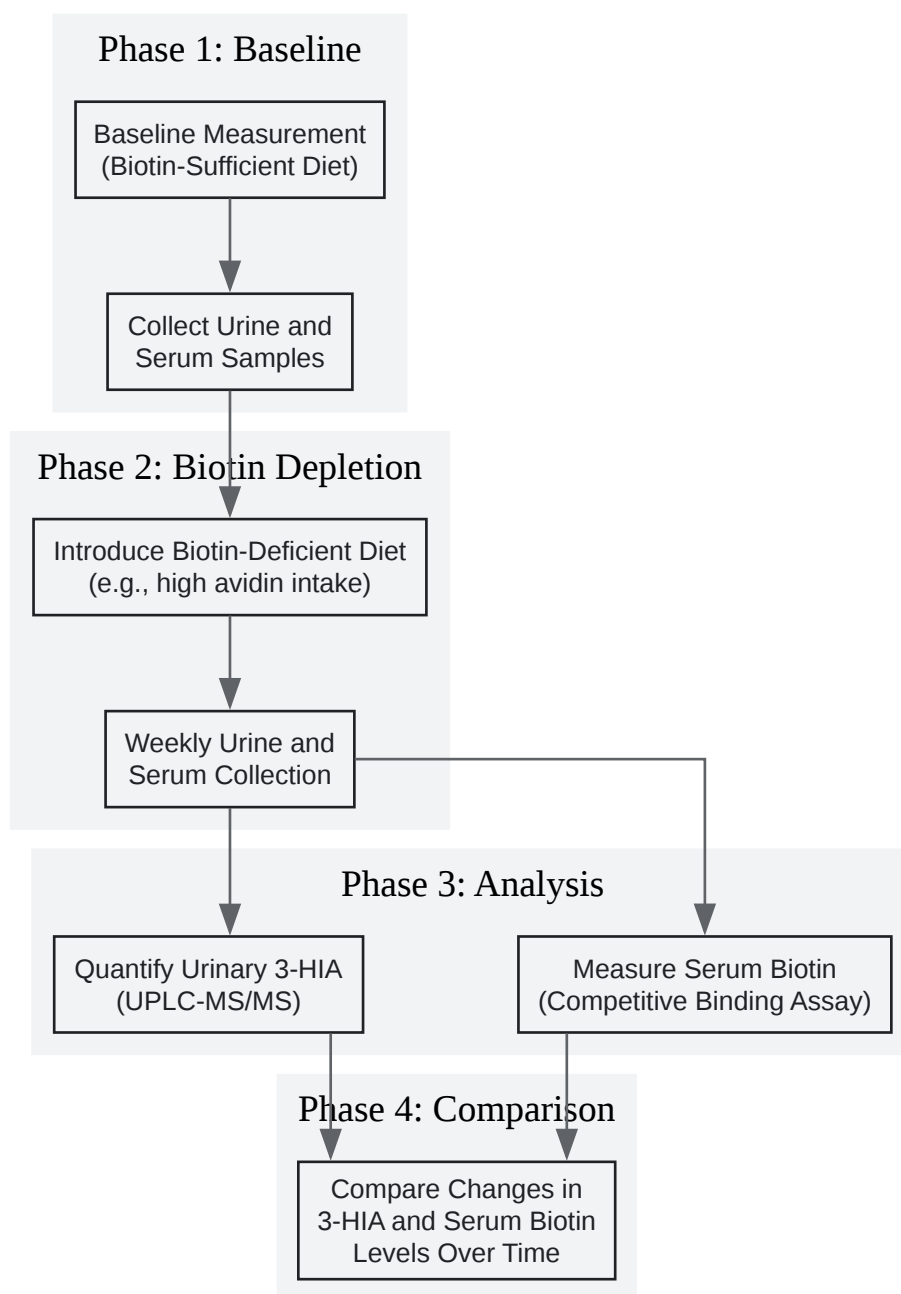 Phase 1: Baseline
Baseline Measurement
(Biotin-Sufficient Diet)
Collect Urine and
Serum Samples
Phase 2: Biotin Depletion
Introduce Biotin-Deficient Diet
(e.g., high avidin intake)
Weekly Urine and
Serum Collection
Phase 3: Analysis
Quantify Urinary 3-HIA
(UPLC-MS/MS)
Measure Serum Biotin
(Competitive Binding Assay)
Phase 4: Comparison
Compare Changes in
3-HIA and Serum Biotin
Levels Over Time